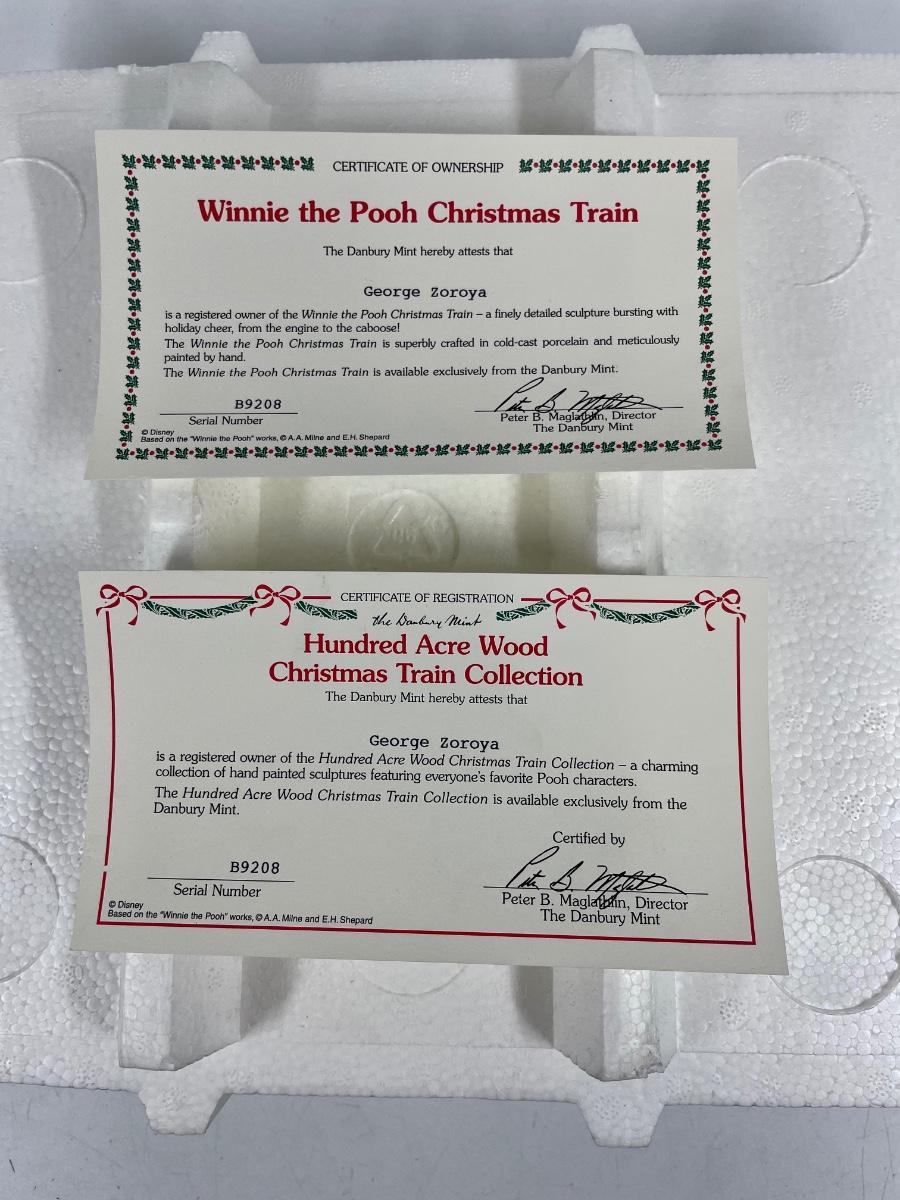 CERTIFICATE OF OWNERSHIP
Winnie the Pooh Christmas Train
The Danbury Mint hereby attests that
George Zoroya
is a registered owner of the Winnie the Pooh Christmas Train – a finely detailed sculpture bursting with
holiday cheer, from the engine to the caboose!
The Winnie the Pooh Christmas Train is superbly crafted in cold-cast porcelain and meticulously
painted by hand.
The Winnie the Pooh Christmas Train is available exclusively from the Danbury Mint.
B9208
Serial Number
Peter B. Maglathlin, Director
The Danbury Mint
© Disney
Based on the "Winnie the Pooh" works, © A.A. Milne and E.H. Shepard
CERTIFICATE OF REGISTRATION
the Danbury Mint
Hundred Acre Wood
Christmas Train Collection
The Danbury Mint hereby attests that
George Zoroya
is a registered owner of the Hundred Acre Wood Christmas Train Collection – a charming
collection of hand painted sculptures featuring everyone's favorite Pooh characters.
The Hundred Acre Wood Christmas Train Collection is available exclusively from the
Danbury Mint.
Certified by
B9208
Serial Number
Peter B. Maglathlin, Director
The Danbury Mint
© Disney
Based on the "Winnie the Pooh" works, © A.A. Milne and E.H. Shepard